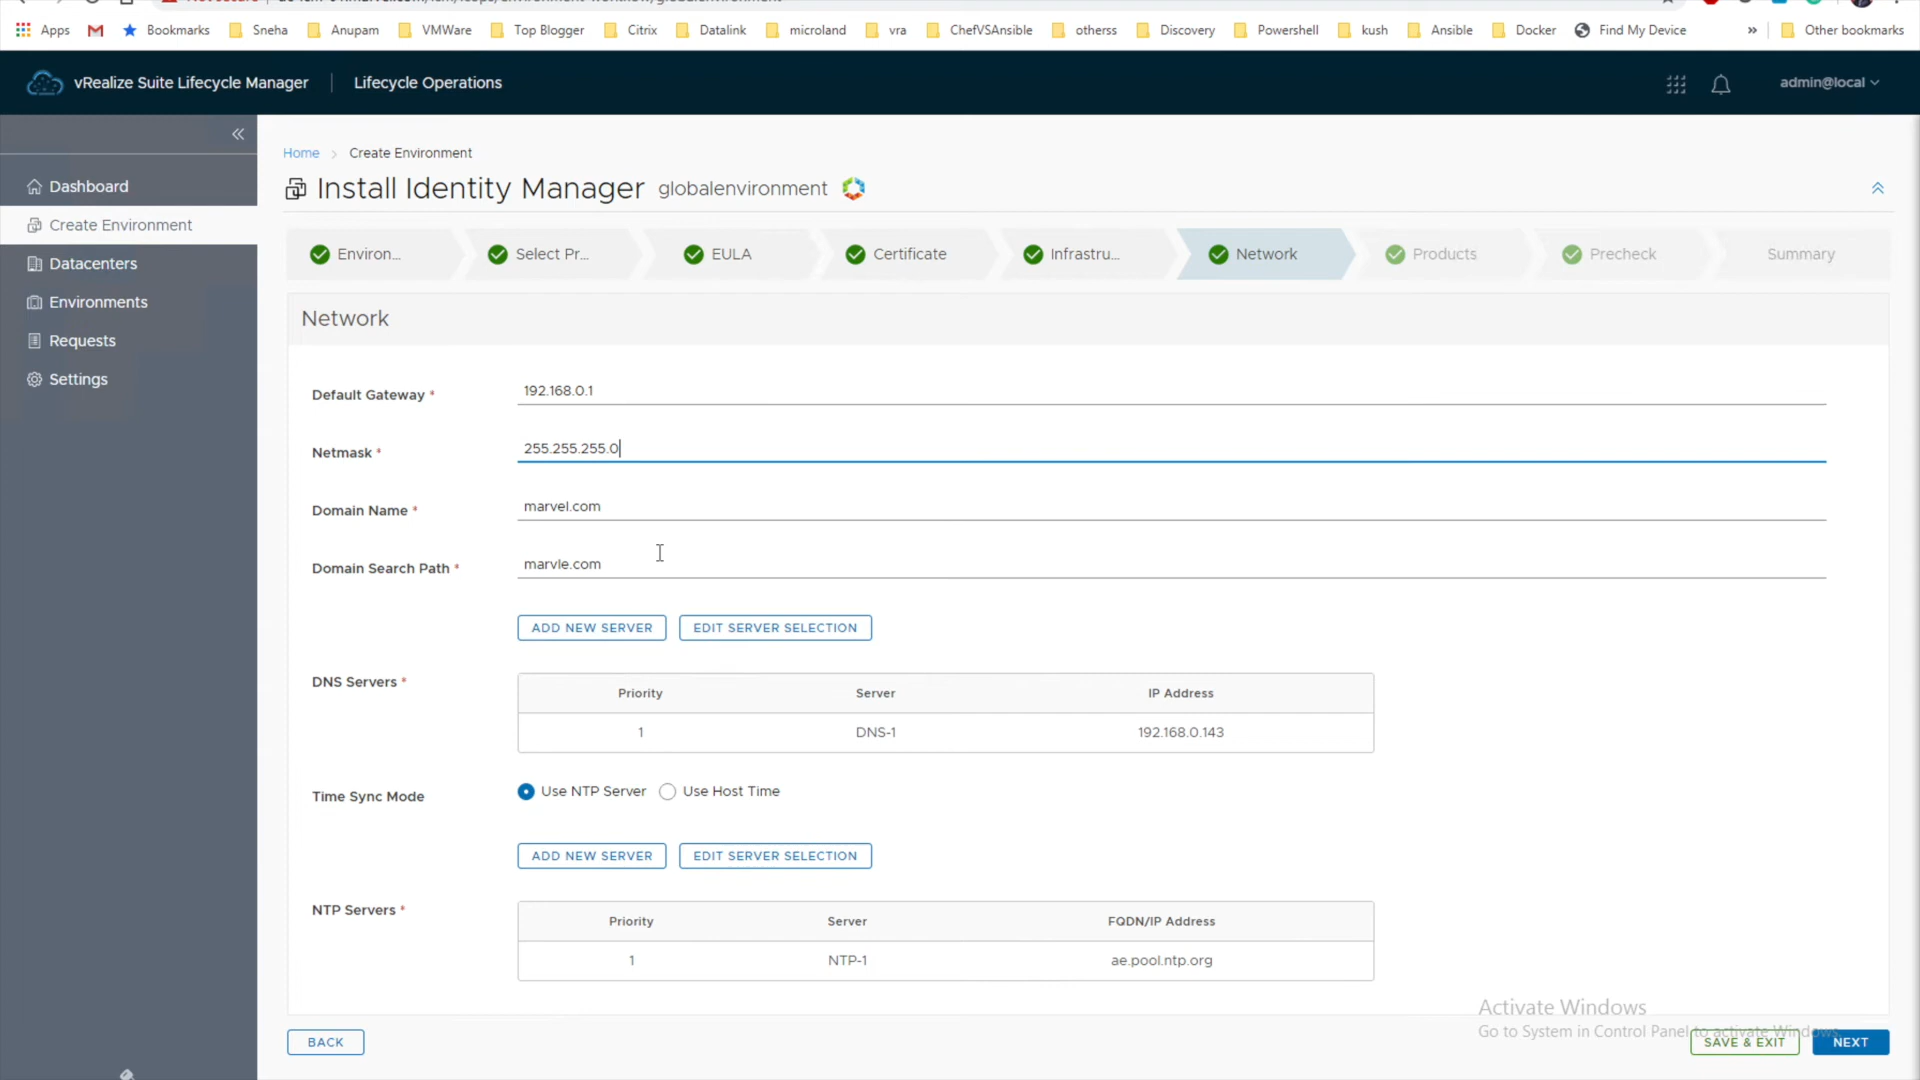 Apps Bookmarks Sneha Anupam VMWare Top Blogger Citrix Datalink microland vra ChefVSAnsible otherss Discovery Powershell kush Ansible Docker Find My Device » Other bookmarks
vRealize Suite Lifecycle Manager Lifecycle Operations admin@local
Dashboard
Create Environment
Datacenters
Environments
Requests
Settings
Home > Create Environment
Install Identity Manager globalenvironment
Environ... Select Pr... EULA Certificate Infrastru... Network Products Precheck Summary
Network
Default Gateway * 192.168.0.1
Netmask * 255.255.255.0
Domain Name * marvel.com
Domain Search Path * marvle.com
ADD NEW SERVER EDIT SERVER SELECTION
DNS Servers *
Priority Server IP Address
1 DNS-1 192.168.0.143
Time Sync Mode Use NTP Server Use Host Time
ADD NEW SERVER EDIT SERVER SELECTION
NTP Servers *
Priority Server FQDN/IP Address
1 NTP-1 ae.pool.ntp.org
Activate Windows
Go to System in Control Panel to activate Windows.
BACK SAVE & EXIT NEXT